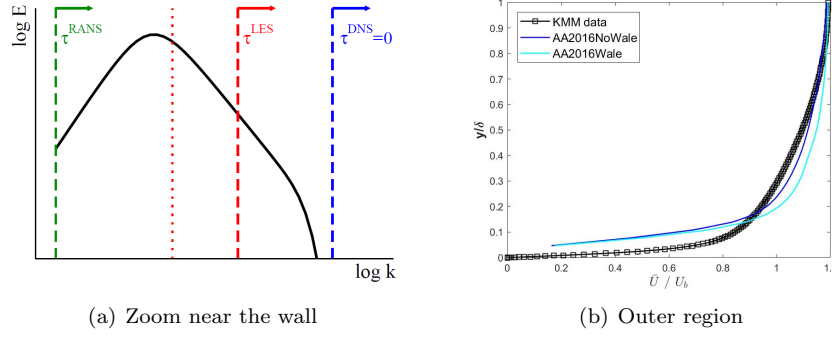 log E
τRANS
τLES
τDNS=0
log k
(a) Zoom near the wall
1
0.9
0.8
0.7
0.6
0.5
0.4
0.3
0.2
0.1
0
y/δ
KMM data
AA2016NoWale
AA2016Wale
0 0.2 0.4 0.6 0.8 1 1.
Ū / U_b
(b) Outer region